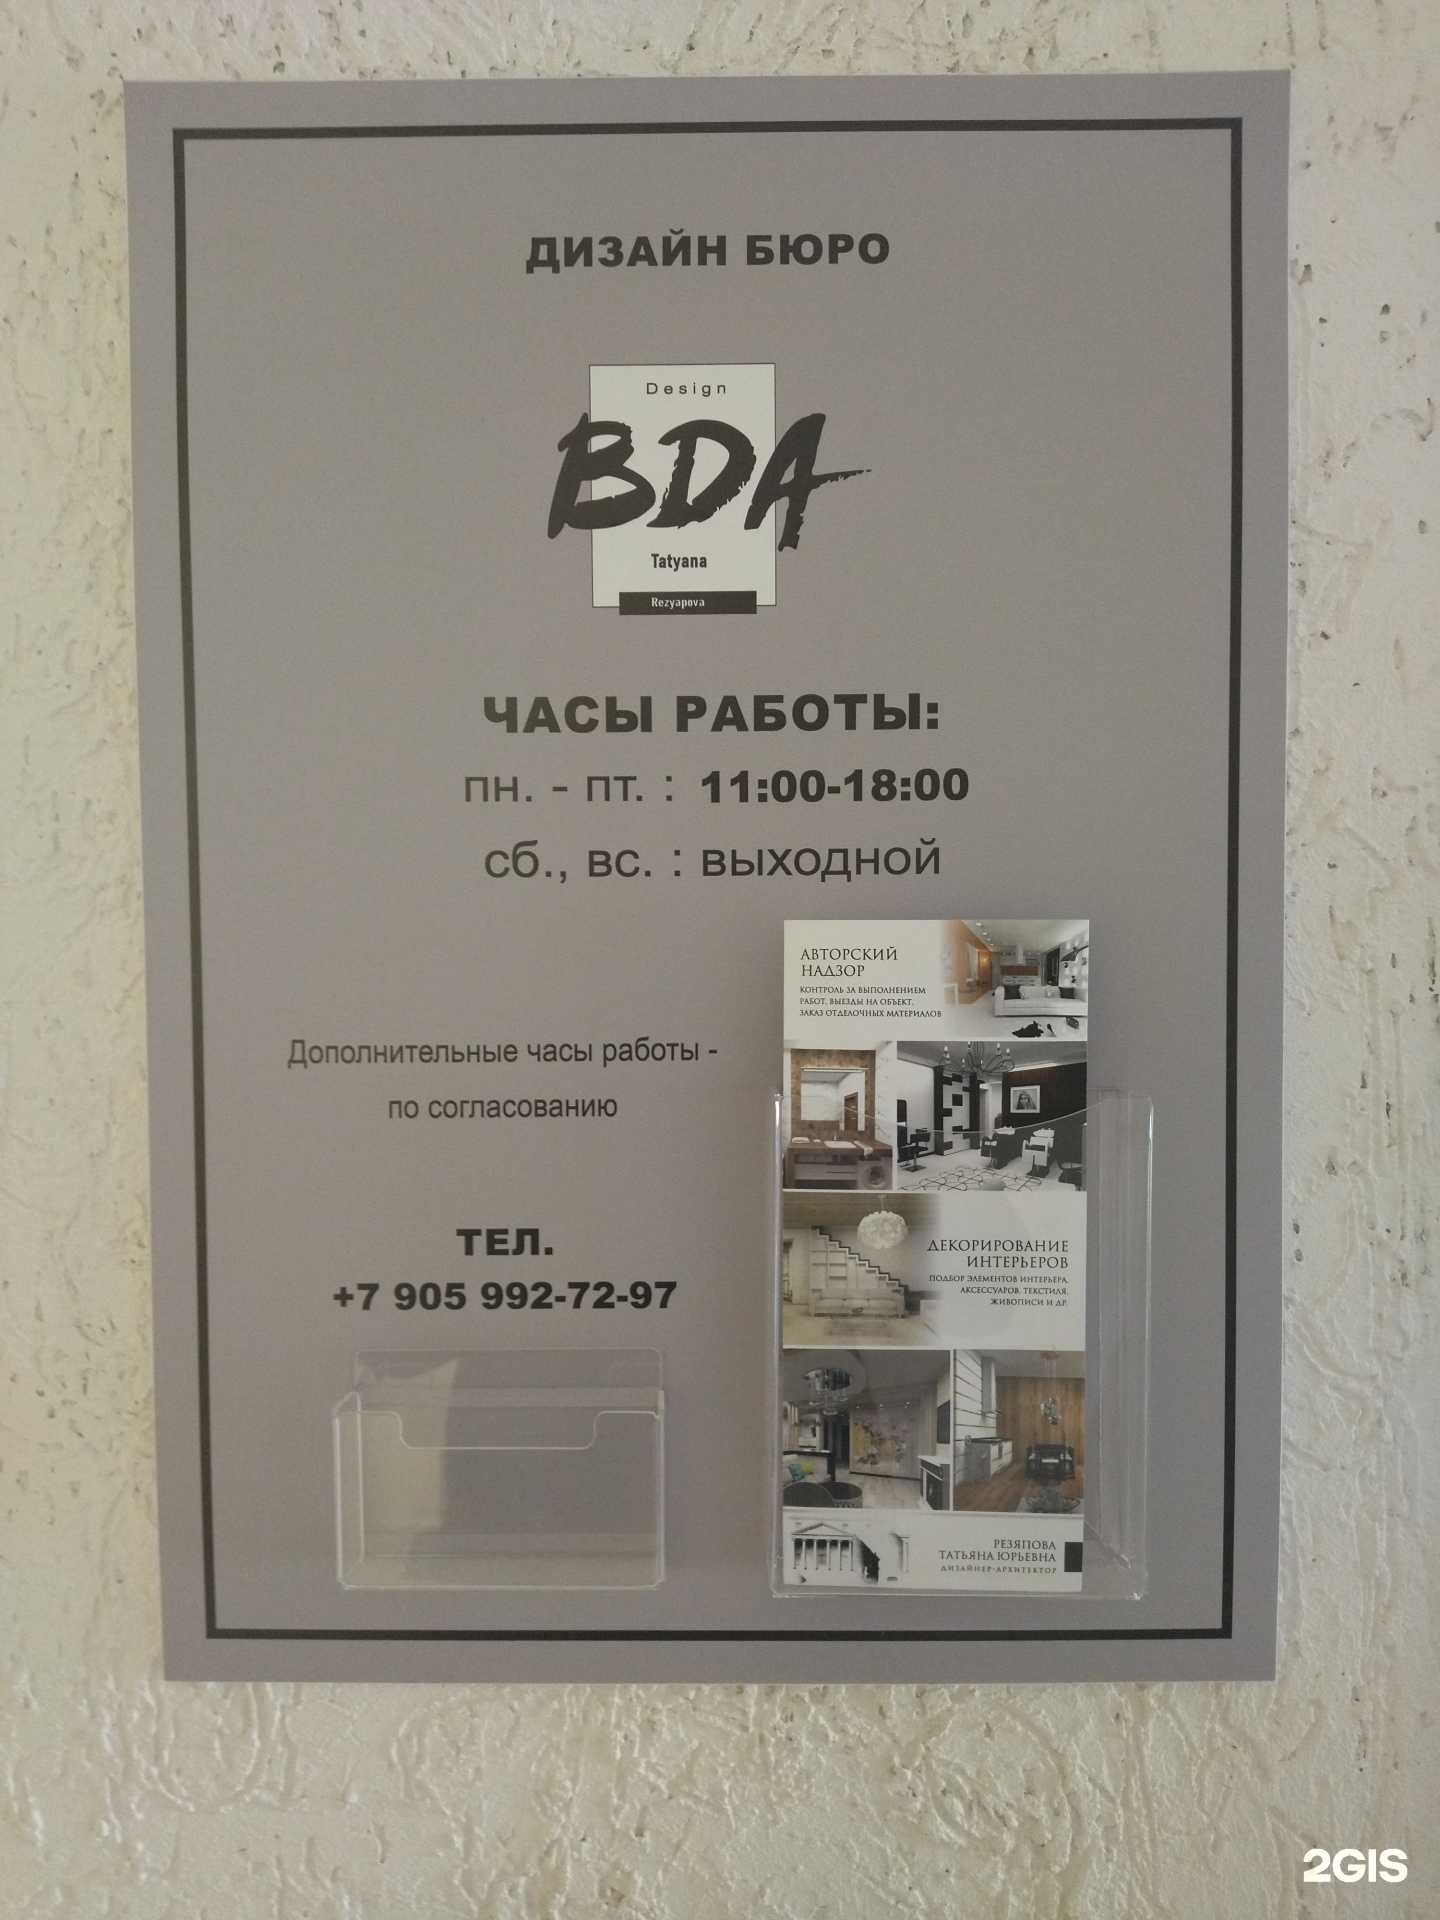 ДИЗАЙН БЮРО
Design
BDA
Tatyana
Rezyapova
ЧАСЫ РАБОТЫ:
пн. - пт. : 11:00-18:00
сб., вс. : выходной
Дополнительные часы работы -
по согласованию
ТЕЛ.
+7 905 992-72-97
АВТОРСКИЙ
НАДЗОР
КОНТРОЛЬ ЗА ВЫПОЛНЕНИЕМ
РАБОТ, ВЫЕЗДЫ НА ОБЪЕКТ,
ЗАКАЗ ОТДЕЛОЧНЫХ МАТЕРИАЛОВ
ДЕКОРИРОВАНИЕ
ИНТЕРЬЕРОВ
ПОДБОР ЭЛЕМЕНТОВ ИНТЕРЬЕРА,
АКСЕССУАРОВ, ТЕКСТИЛЯ,
ЖИВОПИСИ И ДР.
РЕЗЯПОВА
ТАТЬЯНА ЮРЬЕВНА
ДИЗАЙНЕР-АРХИТЕКТОР
2GIS